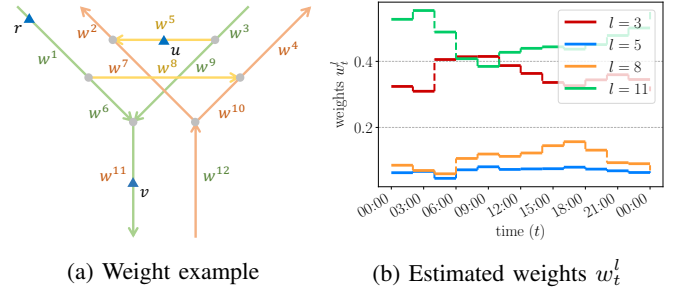 r
w^2
w^5
u
w^3
w^4
w^1
w^7
w^8
w^9
w^6
w^10
w^11
v
w^12
(a) Weight example
weights w_t^l
0.4
0.2
l = 3
l = 5
l = 8
l = 11
00:00
03:00
06:00
09:00
12:00
15:00
18:00
21:00
00:00
time (t)
(b) Estimated weights w_t^l